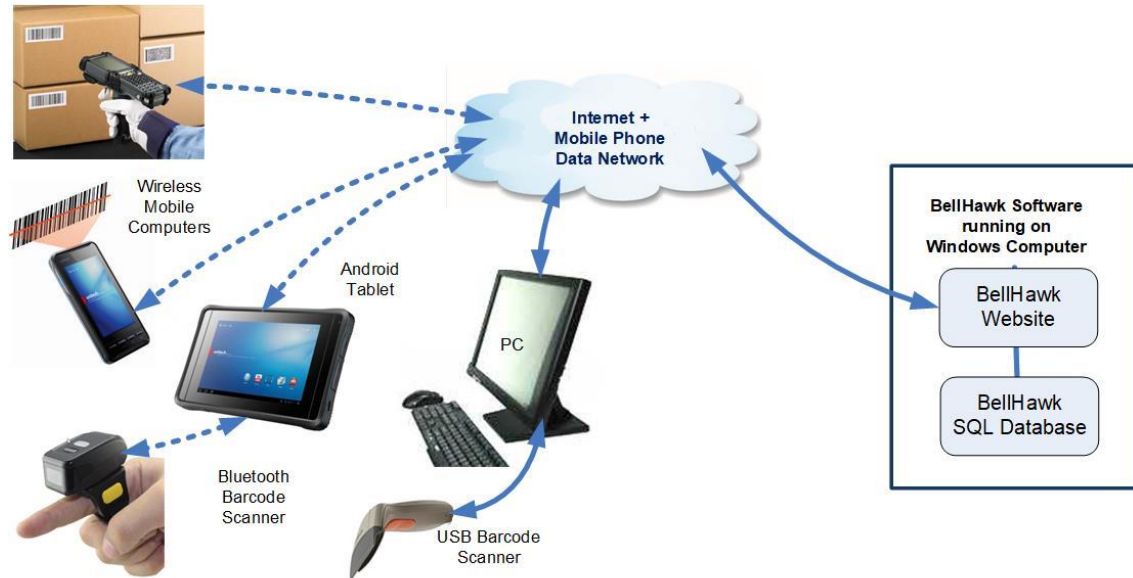 Internet +
Mobile Phone
Data Network
Wireless
Mobile
Computers
Android
Tablet
BellHawk Software
running on
Windows Computer
BellHawk
Website
PC
BellHawk
SQL Database
Bluetooth
Barcode
Scanner
USB Barcode
Scanner